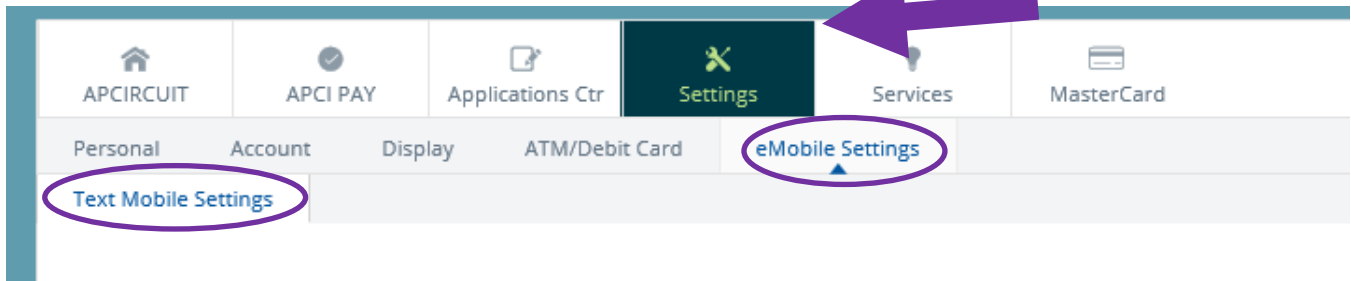 APCIRCUIT APCI PAY Applications Ctr Settings Services MasterCard
Personal Account Display ATM/Debit Card eMobile Settings
Text Mobile Settings